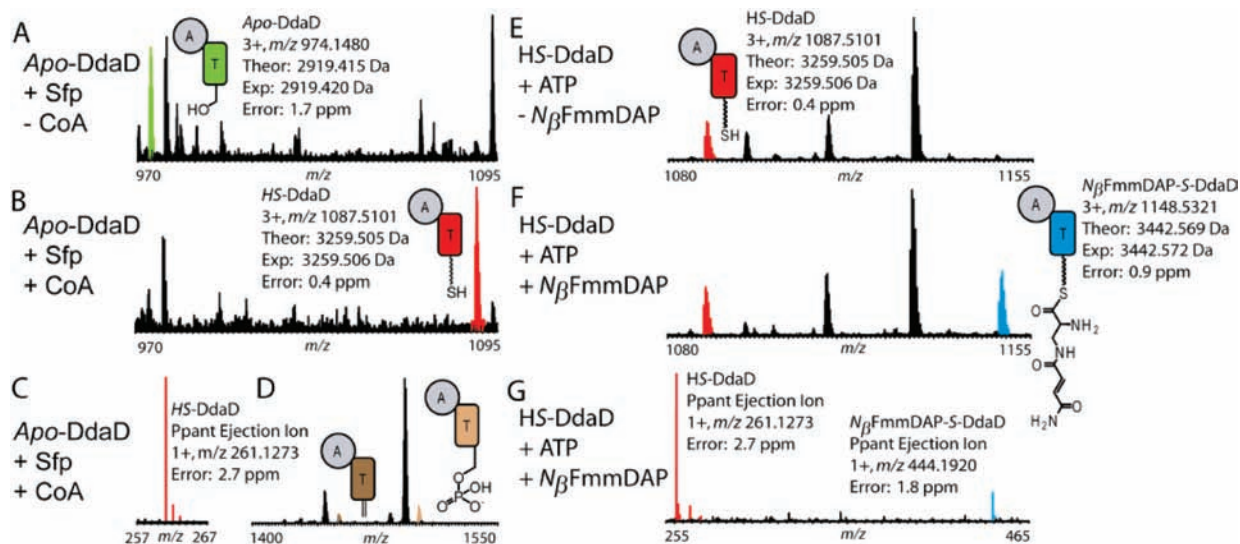 A
Apo-DdaD
+ Sfp
- CoA
A
T
HO
Apo-DdaD
3+, m/z 974.1480
Theor: 2919.415 Da
Exp: 2919.420 Da
Error: 1.7 ppm
970
m/z
1095
B
Apo-DdaD
+ Sfp
+ CoA
HS-DdaD
3+, m/z 1087.5101
Theor: 3259.505 Da
Exp: 3259.506 Da
Error: 0.4 ppm
A
T
SH
970
m/z
1095
C
Apo-DdaD
+ Sfp
+ CoA
HS-DdaD
Ppant Ejection Ion
1+, m/z 261.1273
Error: 2.7 ppm
257 m/z 267
D
A
T
A
T
O
O=P-OH
O-
1400
m/z
1550
E
HS-DdaD
+ ATP
- NβFmmDAP
A
T
SH
HS-DdaD
3+, m/z 1087.5101
Theor: 3259.505 Da
Exp: 3259.506 Da
Error: 0.4 ppm
1080
m/z
1155
F
HS-DdaD
+ ATP
+ NβFmmDAP
1080
m/z
1155
NβFmmDAP-S-DdaD
3+, m/z 1148.5321
Theor: 3442.569 Da
Exp: 3442.572 Da
Error: 0.9 ppm
A
T
S
O
NH₂
NH
O
O
H₂N
G
HS-DdaD
+ ATP
+ NβFmmDAP
HS-DdaD
Ppant Ejection Ion
1+, m/z 261.1273
Error: 2.7 ppm
NβFmmDAP-S-DdaD
Ppant Ejection Ion
1+, m/z 444.1920
Error: 1.8 ppm
255
m/z
465